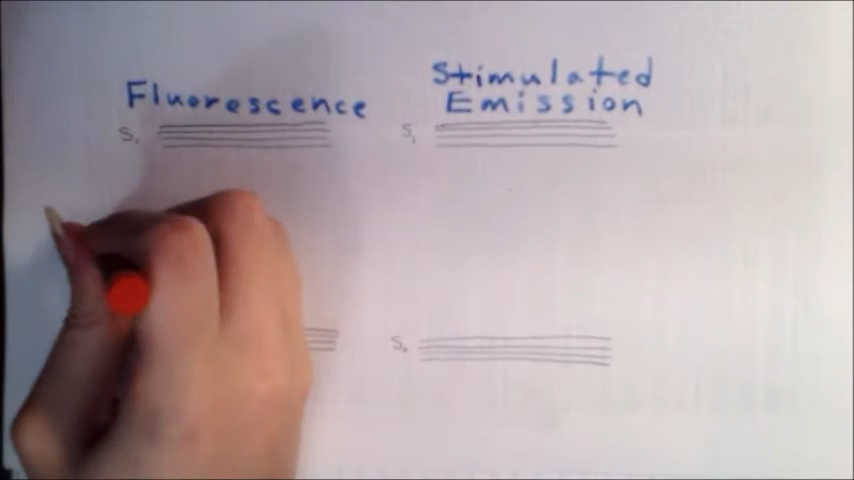 Fluorescence
Stimulated
Emission
S₁
S₁
S₀